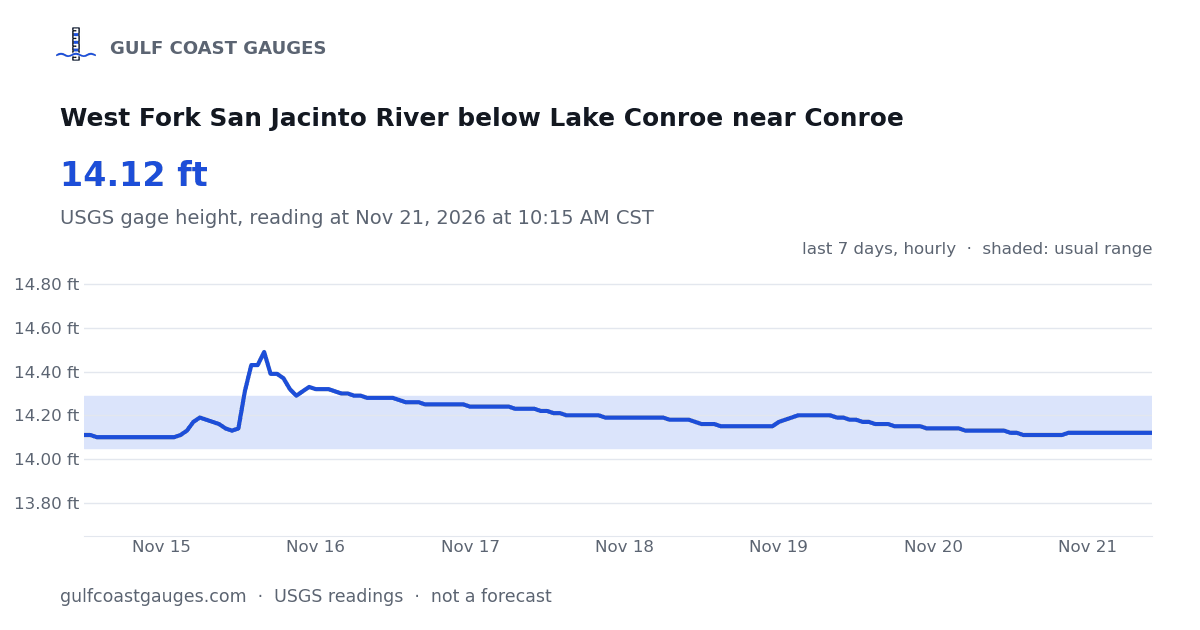 GULF COAST GAUGES
West Fork San Jacinto River below Lake Conroe near Conroe
14.12 ft
USGS gage height, reading at Nov 21, 2026 at 10:15 AM CST
last 7 days, hourly · shaded: usual range
14.80 ft
14.60 ft
14.40 ft
14.20 ft
14.00 ft
13.80 ft
Nov 15 Nov 16 Nov 17 Nov 18 Nov 19 Nov 20 Nov 21
gulfcoastgauges.com · USGS readings · not a forecast